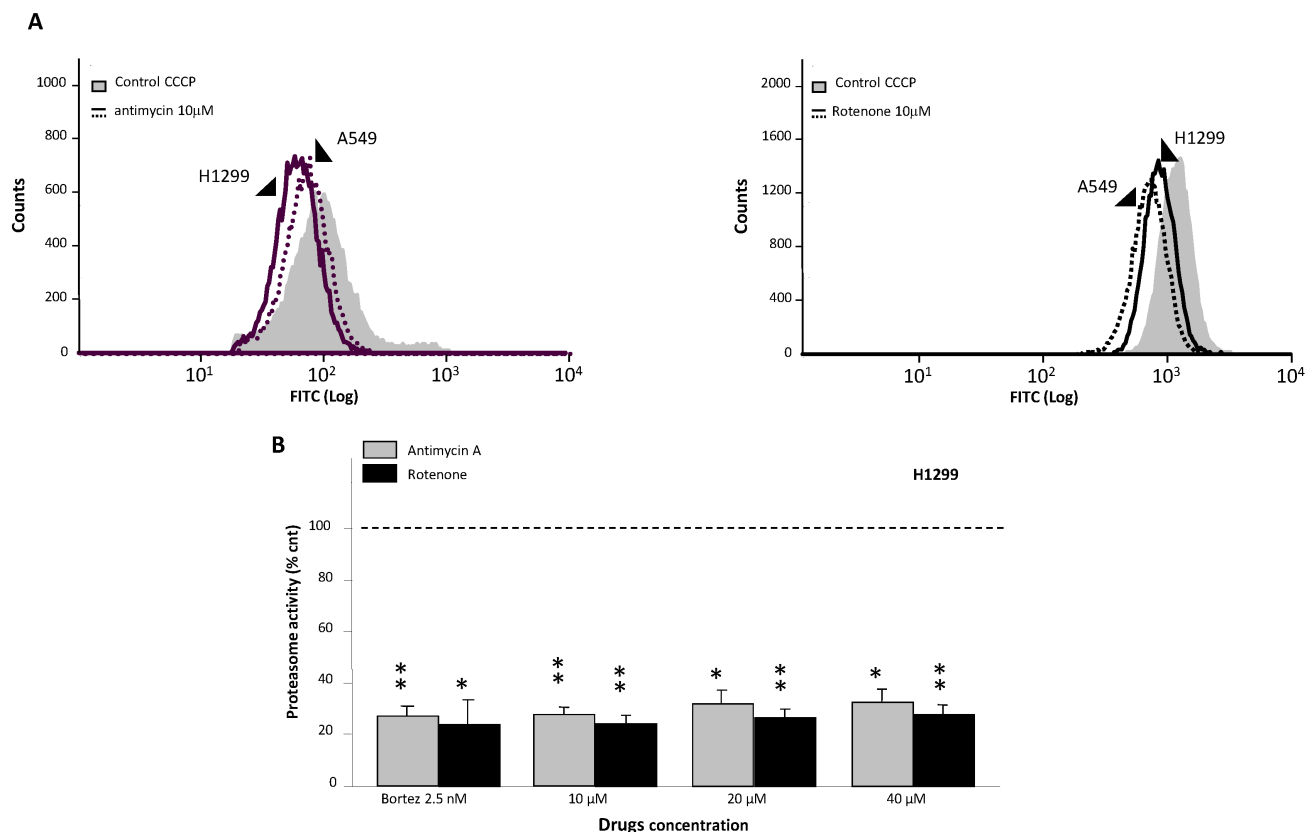 A
Control CCCP
antimycin 10µM
A549
H1299
1000
800
600
400
200
0
Counts
10¹
10²
10³
10⁴
FITC (Log)
Control CCCP
Rotenone 10µM
H1299
A549
2000
1600
1200
800
400
0
Counts
10¹
10²
10³
10⁴
FITC (Log)
B
Antimycin A
Rotenone
H1299
100
80
60
40
20
0
Proteasome activity (% cnt)
* * * * * * * * * * * * *
Bortez 2.5 nM
10 µM
20 µM
40 µM
Drugs concentration